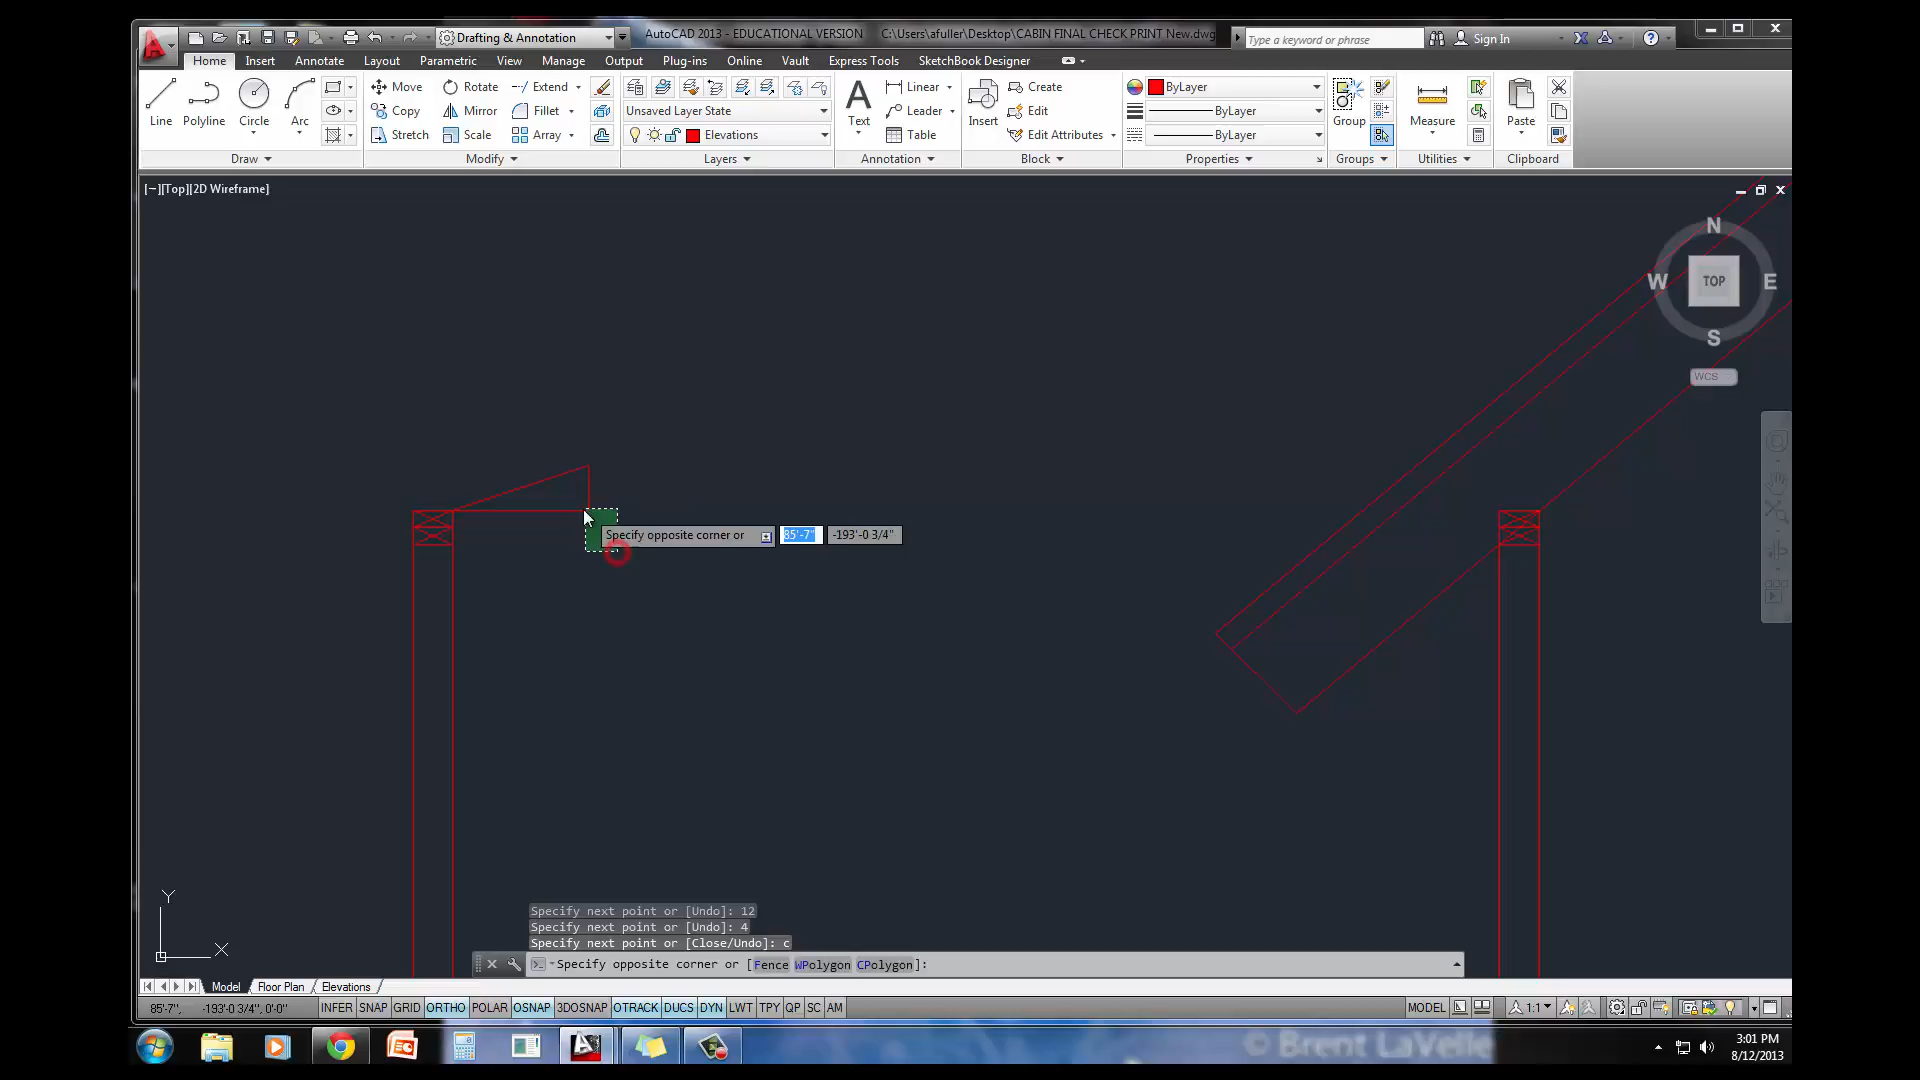 Drafting & Annotation
AutoCAD 2013 - EDUCATIONAL VERSION
C:\Users\afuller\Desktop\CABIN FINAL CHECK PRINT New.dwg
Type a keyword or phrase
Sign In
Home Insert Annotate Layout Parametric View Manage Output Plug-ins Online Vault Express Tools SketchBook Designer
Move Rotate Extend
Unsaved Layer State
Linear
Create
ByLayer
Copy Mirror Fillet
Leader
Edit
ByLayer
Line Polyline Circle Arc
Text
Insert
Group
Measure
Paste
Stretch Scale Array
Elevations
Table
Edit Attributes
ByLayer
Draw Modify Layers Annotation Block Properties Groups Utilities Clipboard
[−][Top][2D Wireframe]
N
W TOP E
S
WCS
Specify opposite corner or 85'-7" -193'-0 3/4"
Y
X
Specify next point or [Undo]: 12
Specify next point or [Undo]: 4
Specify next point or [Close/Undo]: c
Specify opposite corner or [Fence WPolygon CPolygon]:
Model Floor Plan Elevations
85'-7", -193'-0 3/4", 0'-0"
INFER SNAP GRID ORTHO POLAR OSNAP 3DOSNAP OTRACK DUCS DYN LWT TPY QP SC AM
MODEL
1:1
© Brent LaVelle
3:01 PM
8/12/2013